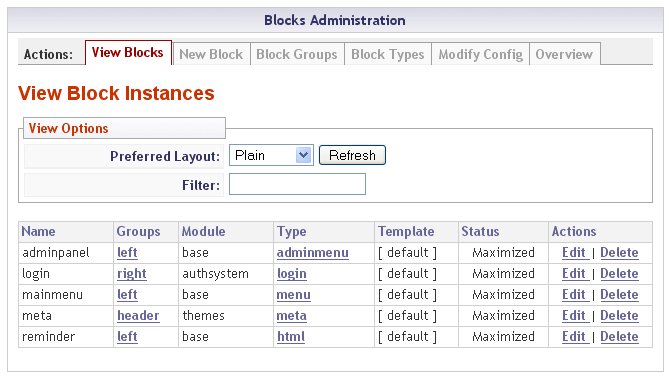 Blocks Administration
Actions: View Blocks New Block Block Groups Block Types Modify Config Overview
View Block Instances
View Options
Preferred Layout: Plain Refresh
Filter:
Name Groups Module Type Template Status Actions
adminpanel left base adminmenu [ default ] Maximized Edit | Delete
login right authsystem login [ default ] Maximized Edit | Delete
mainmenu left base menu [ default ] Maximized Edit | Delete
meta header themes meta [ default ] Maximized Edit | Delete
reminder left base html [ default ] Maximized Edit | Delete